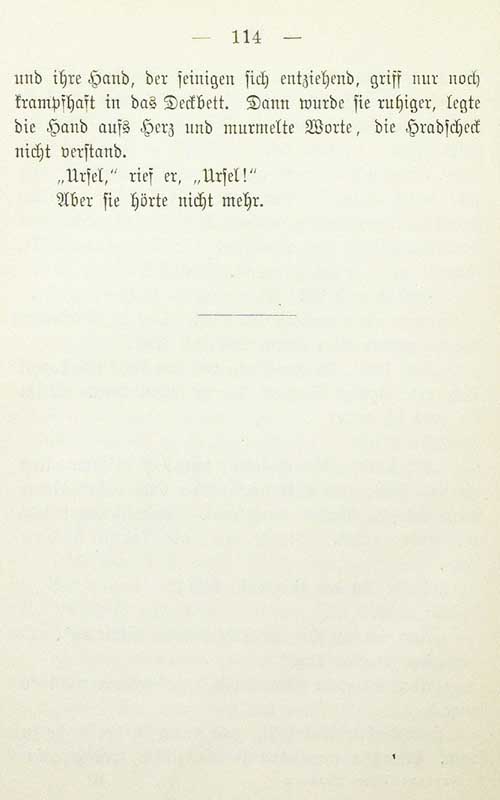 — 114 —
und ihre Hand, der seinigen sich entziehend, griff nur noch
krampfhaft in das Deckbett. Dann wurde sie ruhiger, legte
die Hand aufs Herz und murmelte Worte, die Hradscheck
nicht verstand.
„Ursel,“ rief er, „Ursel!“
Aber sie hörte nicht mehr.